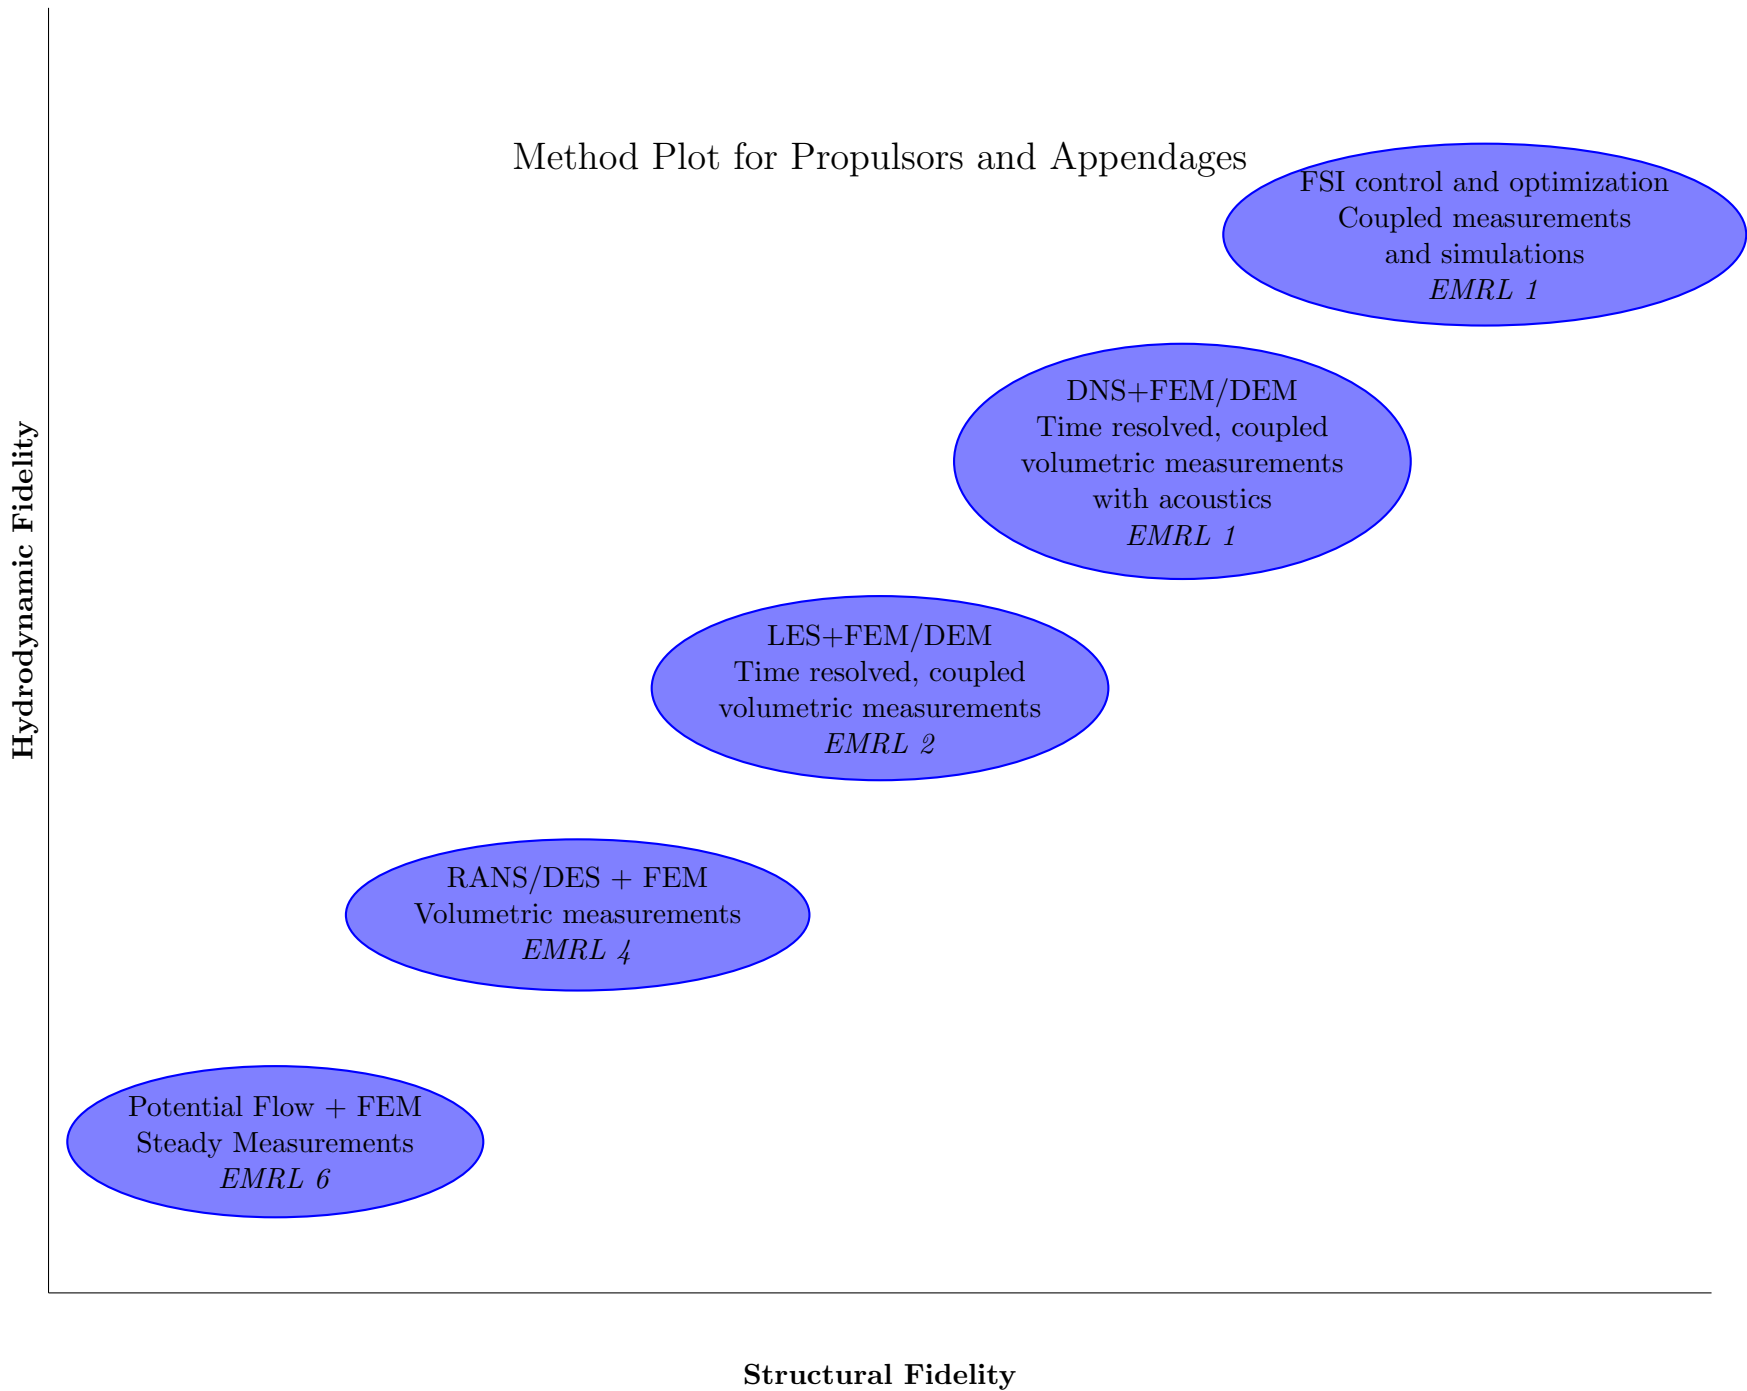 Method Plot for Propulsors and Appendages
FSI control and optimization
Coupled measurements
and simulations
EMRL 1
DNS+FEM/DEM
Time resolved, coupled
volumetric measurements
with acoustics
EMRL 1
Hydrodynamic Fidelity
LES+FEM/DEM
Time resolved, coupled
volumetric measurements
EMRL 2
RANS/DES + FEM
Volumetric measurements
EMRL 4
Potential Flow + FEM
Steady Measurements
EMRL 6
Structural Fidelity